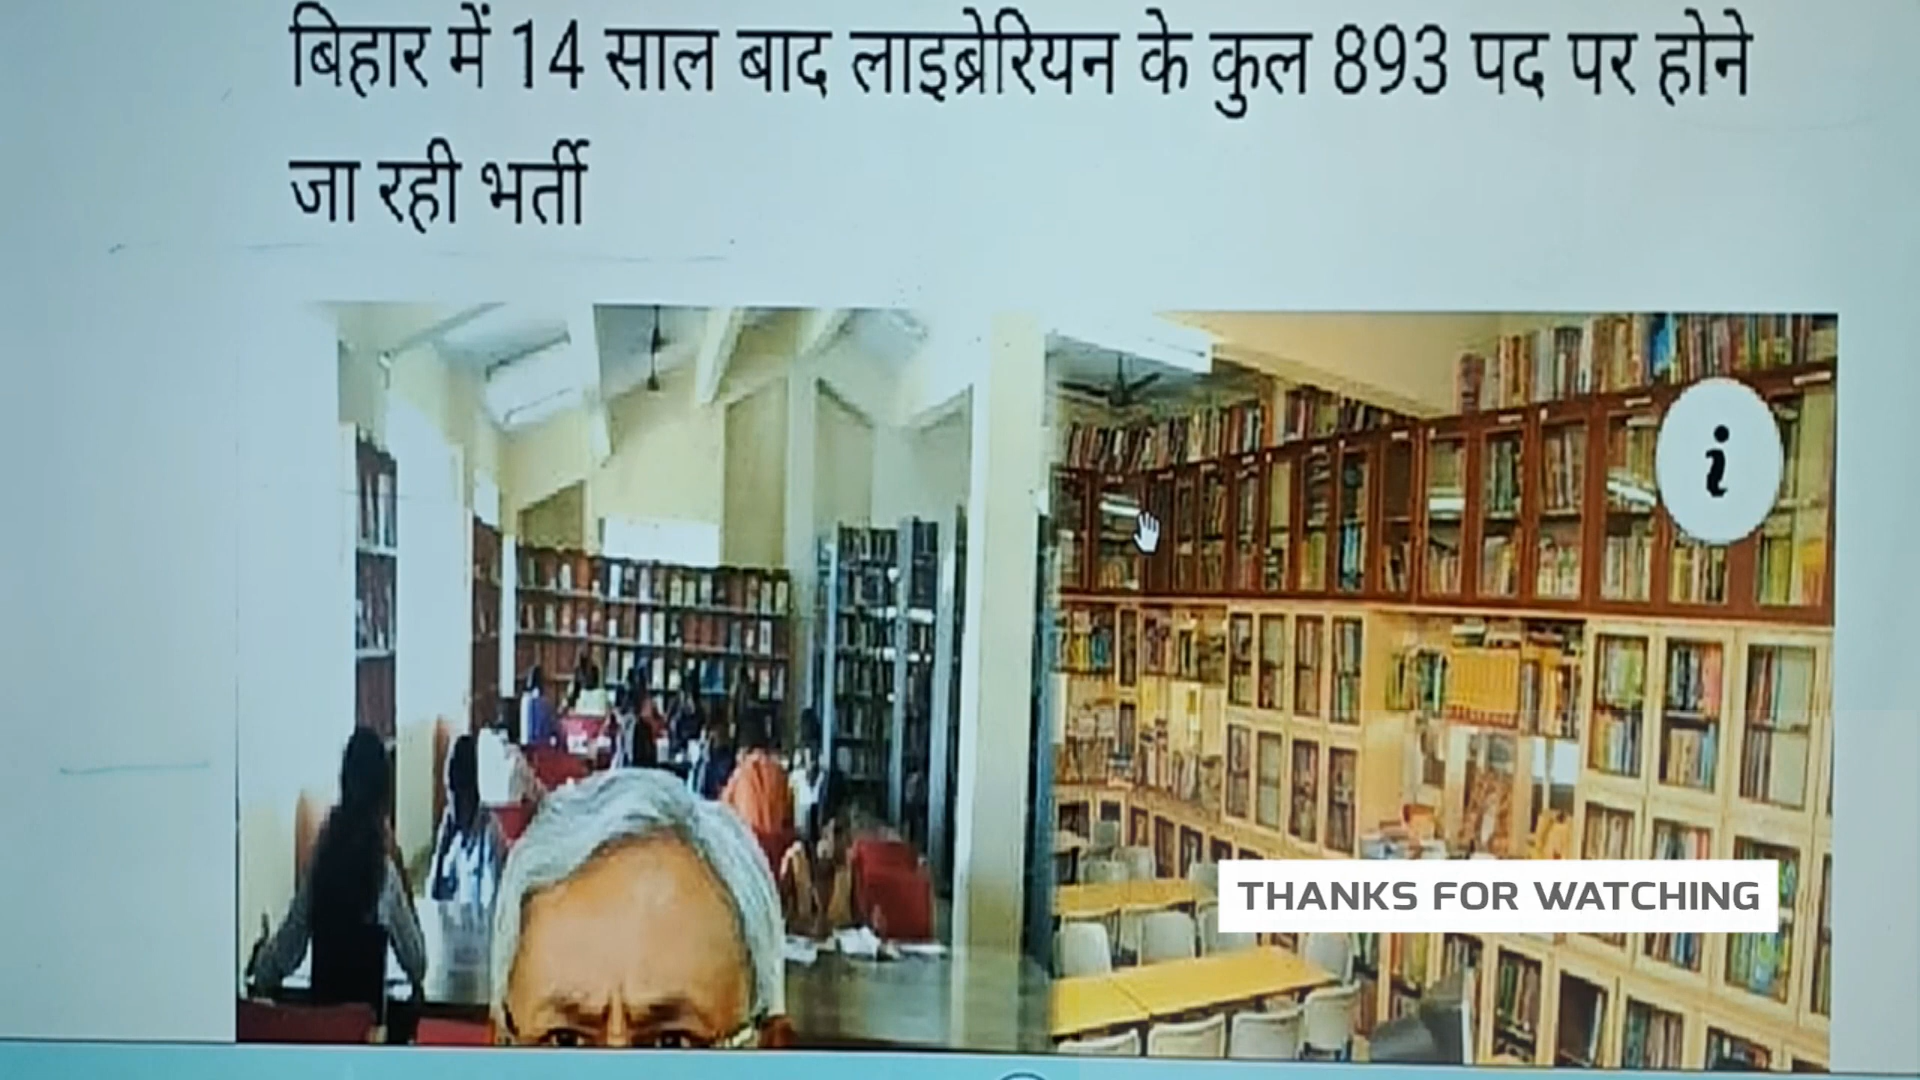 बिहार में 14 साल बाद लाइब्रेरियन के कुल 893 पद पर होने
जा रही भर्ती
i
THANKS FOR WATCHING